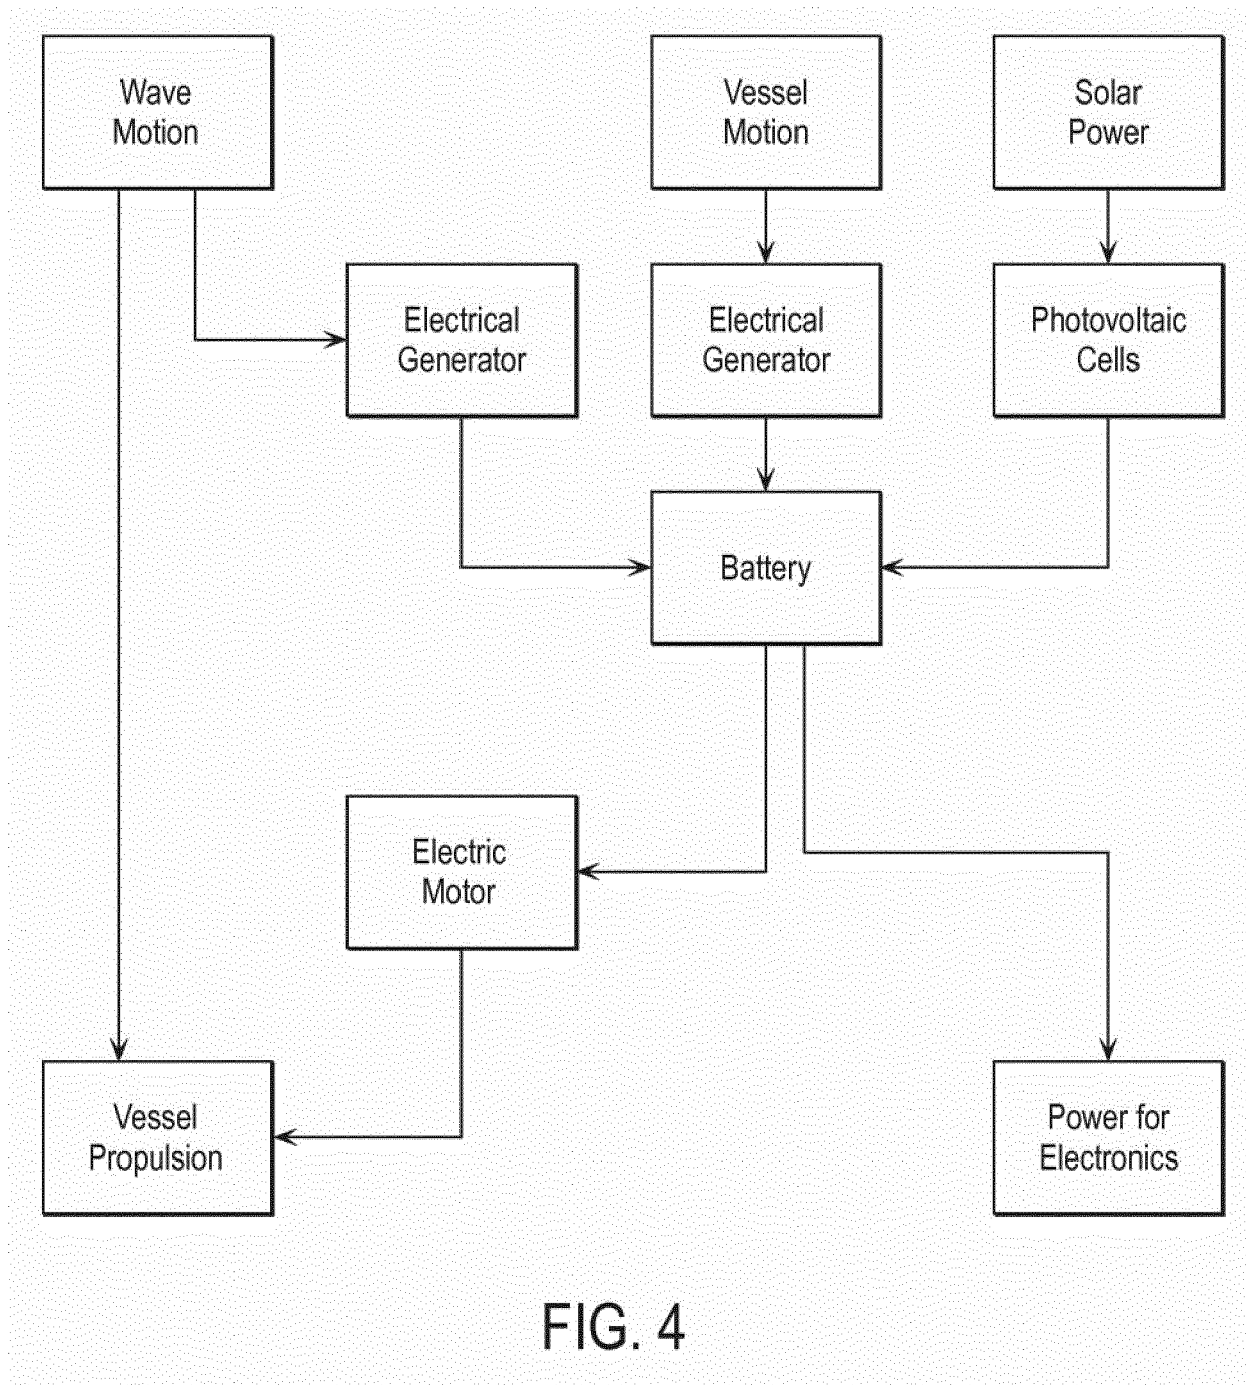 Wave
Motion
Vessel
Motion
Solar
Power
Electrical
Generator
Electrical
Generator
Photovoltaic
Cells
Battery
Electric
Motor
Vessel
Propulsion
Power for
Electronics
FIG. 4